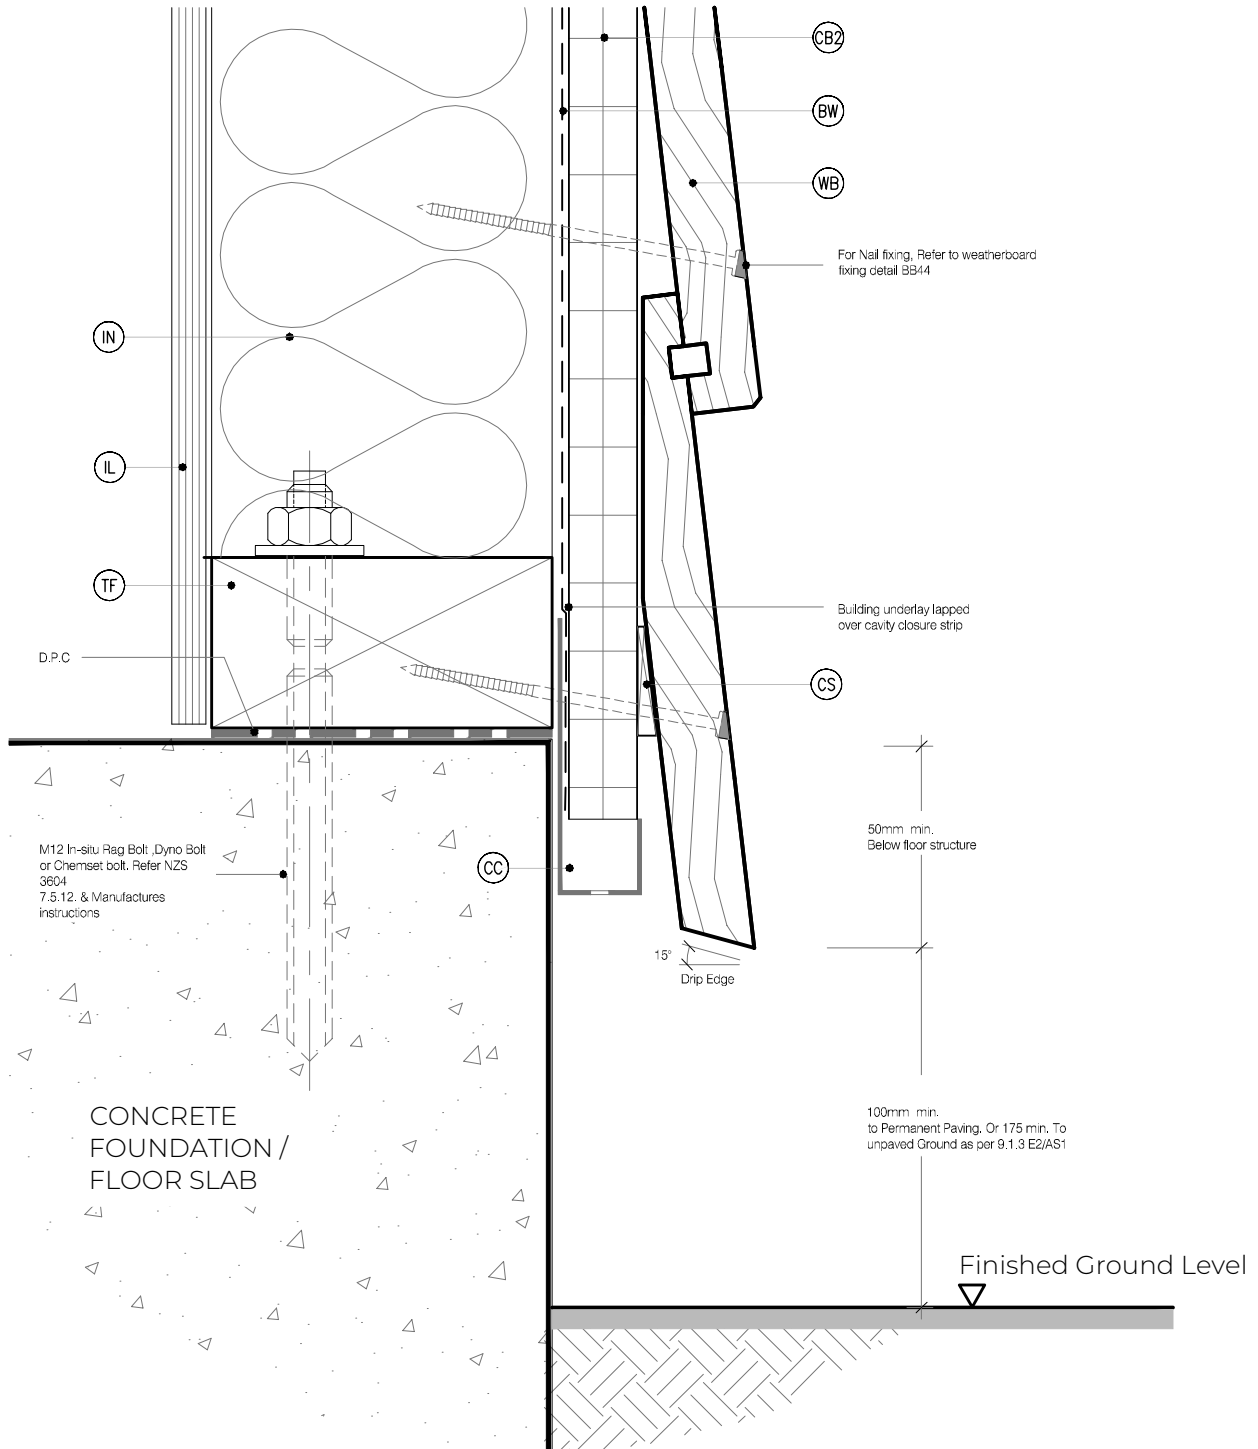 CB2
BW
WB
For Nail fixing, Refer to weatherboard
fixing detail BB44
IN
IL
TF
Building underlay lapped
over cavity closure strip
D.P.C
CS
50mm min.
Below floor structure
M12 In-situ Rag Bolt ,Dyno Bolt
or Chemset bolt. Refer NZS
3604
7.5.12. & Manufactures
instructions
CC
15°
Drip Edge
CONCRETE
FOUNDATION /
FLOOR SLAB
100mm min.
to Permanent Paving. Or 175 min. To
unpaved Ground as per 9.1.3 E2/AS1
Finished Ground Level